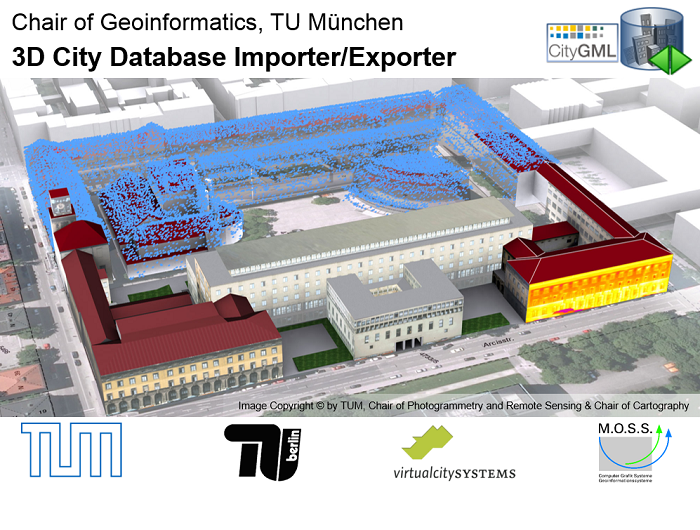 Chair of Geoinformatics, TU München
3D City Database Importer/Exporter
CityGML
Arcisstr.
Image Copyright © by TUM, Chair of Photogrammetry and Remote Sensing & Chair of Cartography
TUM
TU
berlin
virtualcitySYSTEMS
M.O.S.S.
Computer Grafik Systeme
Geoinformationssysteme